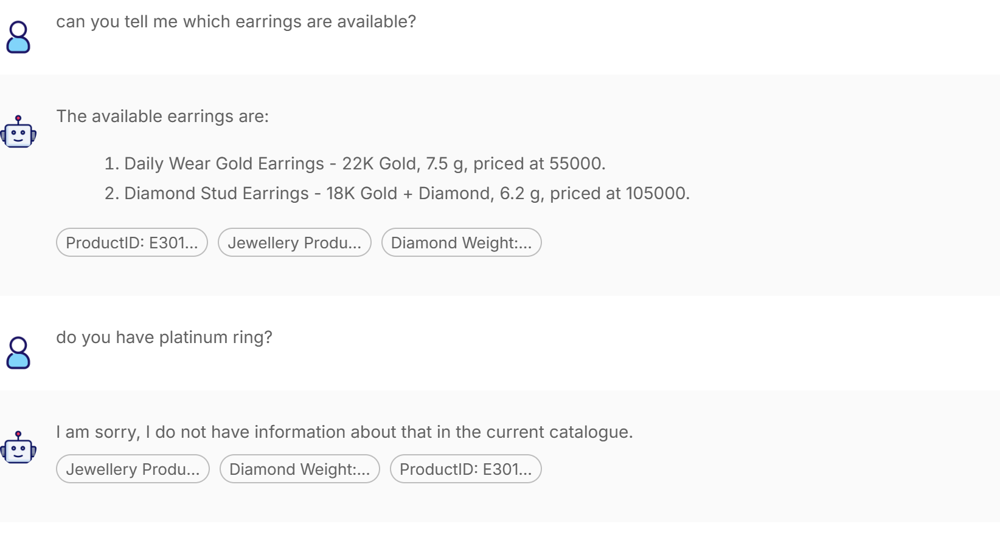 can you tell me which earrings are available?
The available earrings are:
1. Daily Wear Gold Earrings - 22K Gold, 7.5 g, priced at 55000.
2. Diamond Stud Earrings - 18K Gold + Diamond, 6.2 g, priced at 105000.
ProductID: E301... Jewellery Produ... Diamond Weight:...
do you have platinum ring?
I am sorry, I do not have information about that in the current catalogue.
Jewellery Produ... Diamond Weight:... ProductID: E301...